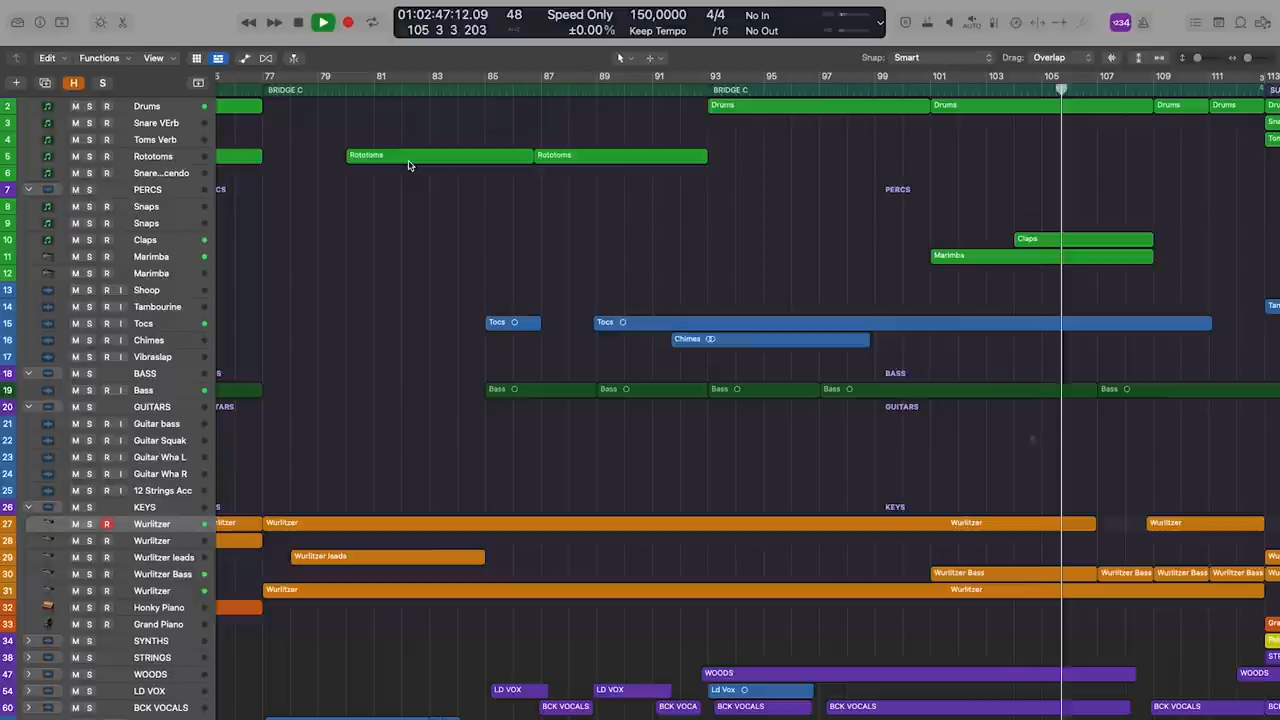 01:02:47:12.09 48 Speed Only 150,0000 4/4 No In
105 3 3 203 ±0.00% Keep Tempo /16 No Out
1234
Edit Functions View Snap: Smart Drag: Overlap
H S
77 79 81 83 85 87 89 91 93 95 97 99 101 103 105 107 109 111 113
BRIDGE C BRIDGE C
2 M S R Drums Drums Drums Drums Drums
3 M S R Snare VErb
4 M S R Toms Verb
5 M S R Rototoms Rototoms Rototoms
6 M S R Snare...cendo
7 M S PERCS PERCS
8 M S R Snaps
9 M S R Snaps
10 M S R Claps Claps
11 M S R Marimba Marimba
12 M S R Marimba
13 M S R I Shoop
14 M S R I Tambourine
15 M S R I Tocs Tocs Tocs
16 M S R I Chimes Chimes
17 M S R I Vibraslap
18 M S BASS BASS
19 M S R I Bass Bass Bass Bass Bass Bass
20 M S GUITARS GUITARS
21 M S R I Guitar bass
22 M S R I Guitar Squak
23 M S R I Guitar Wha L
24 M S R I Guitar Wha R
25 M S R I 12 Strings Acc
26 M S KEYS KEYS
27 M S R Wurlitzer Wurlitzer Wurlitzer Wurlitzer
28 M S R Wurlitzer
29 M S R Wurlitzer leads Wurlitzer leads
30 M S R Wurlitzer Bass Wurlitzer Bass Wurlitzer Bass Wurlitzer Bass Wurlitzer Bass
31 M S R Wurlitzer Wurlitzer Wurlitzer
32 M S R Honky Piano
33 M S R Grand Piano
34 M S SYNTHS
38 M S STRINGS
47 M S WOODS WOODS WOODS
54 M S LD VOX LD VOX LD VOX Ld Vox
60 M S BCK VOCALS BCK VOCALS BCK VOCA BCK VOCALS BCK VOCALS BCK VOCALS